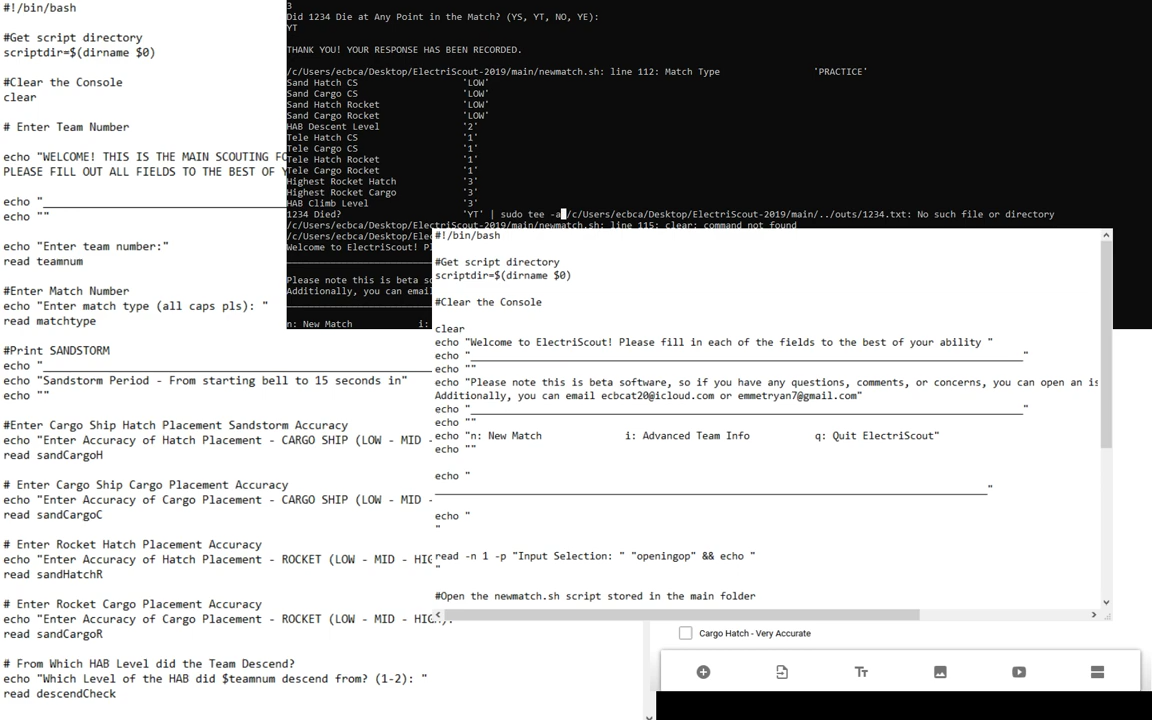 #!/bin/bash
#Get script directory
scriptdir=$(dirname $0)
#Clear the Console
clear
# Enter Team Number
echo "WELCOME! THIS IS THE MAIN SCOUTING FO
PLEASE FILL OUT ALL FIELDS TO THE BEST OF Y
echo "___________________________________
echo ""
echo "Enter team number:"
read teamnum
#Enter Match Number
echo "Enter match type (all caps pls): "
read matchtype
#Print SANDSTORM
echo "___________________________________
echo "Sandstorm Period - From starting bell to 15 seconds in"
echo ""
#Enter Cargo Ship Hatch Placement Sandstorm Accuracy
echo "Enter Accuracy of Hatch Placement - CARGO SHIP (LOW - MID -
read sandCargoH
# Enter Cargo Ship Cargo Placement Accuracy
echo "Enter Accuracy of Cargo Placement - CARGO SHIP (LOW - MID -
read sandCargoC
# Enter Rocket Hatch Placement Accuracy
echo "Enter Accuracy of Hatch Placement - ROCKET (LOW - MID - HIG
read sandHatchR
# Enter Rocket Cargo Placement Accuracy
echo "Enter Accuracy of Cargo Placement - ROCKET (LOW - MID - HIGH):
read sandCargoR
# From Which HAB Level did the Team Descend?
echo "Which Level of the HAB did $teamnum descend from? (1-2): "
read descendCheck
3
Did 1234 Die at Any Point in the Match? (YS, YT, NO, YE):
YT
THANK YOU! YOUR RESPONSE HAS BEEN RECORDED.
/c/Users/ecbca/Desktop/ElectriScout-2019/main/newmatch.sh: line 112: Match Type 'PRACTICE'
Sand Hatch CS 'LOW'
Sand Cargo CS 'LOW'
Sand Hatch Rocket 'LOW'
Sand Cargo Rocket 'LOW'
HAB Descent Level '2'
Tele Hatch CS '1'
Tele Cargo CS '1'
Tele Hatch Rocket '1'
Tele Cargo Rocket '1'
Highest Rocket Hatch '3'
Highest Rocket Cargo '3'
HAB Climb Level '3'
1234 Died? 'YT' | sudo tee -a /c/Users/ecbca/Desktop/ElectriScout-2019/main/../outs/1234.txt: No such file or directory
/c/Users/ecbca/Desktop/ElectriScout-2019/main/newmatch.sh: line 115: clear: command not found
/c/Users/ecbca/Desktop/Elec
Welcome to ElectriScout! Pl
Please note this is beta so
Additionally, you can email
n: New Match i:
#!/bin/bash
#Get script directory
scriptdir=$(dirname $0)
#Clear the Console
clear
echo "Welcome to ElectriScout! Please fill in each of the fields to the best of your ability "
echo "___________________________________"
echo ""
echo "Please note this is beta software, so if you have any questions, comments, or concerns, you can open an is
Additionally, you can email ecbcat20@icloud.com or emmetryan7@gmail.com"
echo "___________________________________"
echo ""
echo "n: New Match i: Advanced Team Info q: Quit ElectriScout"
echo ""
echo "
___________________________________"
echo "
"
read -n 1 -p "Input Selection: " "openingop" && echo "
"
#Open the newmatch.sh script stored in the main folder
Cargo Hatch - Very Accurate
Tт